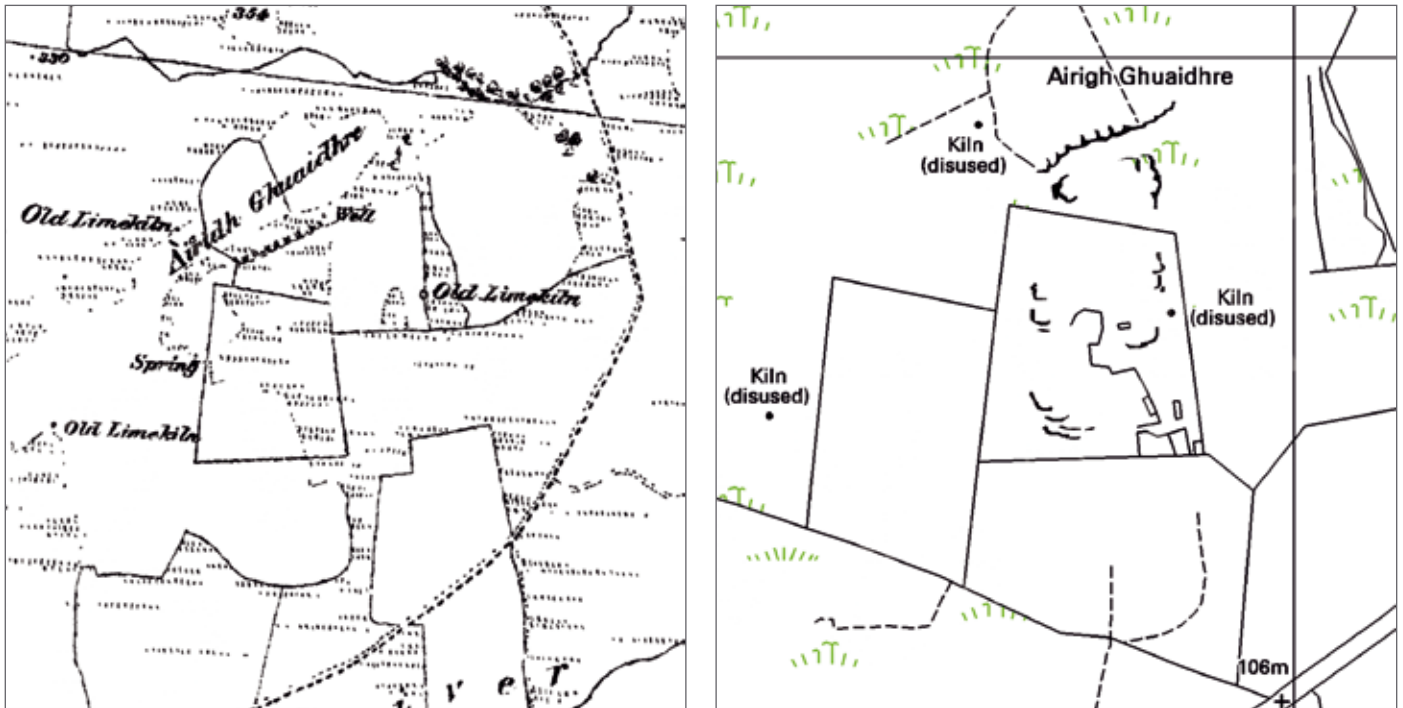 354
.330
Airidh Ghuaidhre
Old Limekiln
Well
Old Limekiln
Spring
Old Limekiln
v e r
Airigh Ghuaidhre
Kiln
(disused)
Kiln
(disused)
Kiln
(disused)
106m